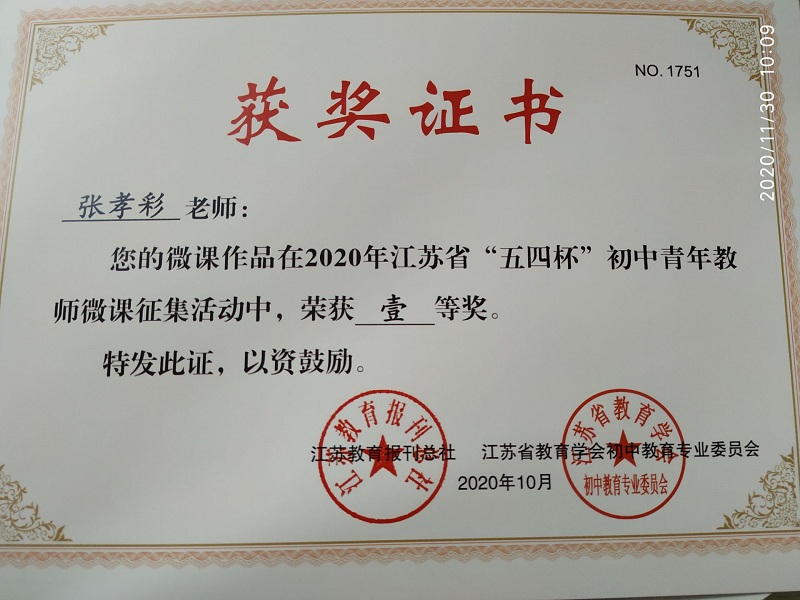 NO. 1751
2020/11/30 10:09
获奖证书
张孝彩 老师：
您的微课作品在2020年江苏省“五四杯”初中青年教
师微课征集活动中，荣获 壹 等奖。
特发此证，以资鼓励。
江苏教育报刊总社 江苏省教育学会初中教育专业委员会
2020年10月
江苏教育报刊总社
江苏省教育学会
初中教育专业委员会